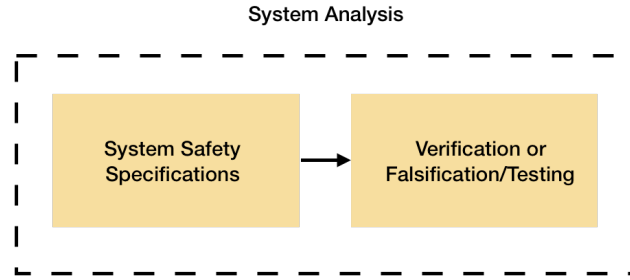 System Analysis
System Safety
Specifications
Verification or
Falsification/Testing